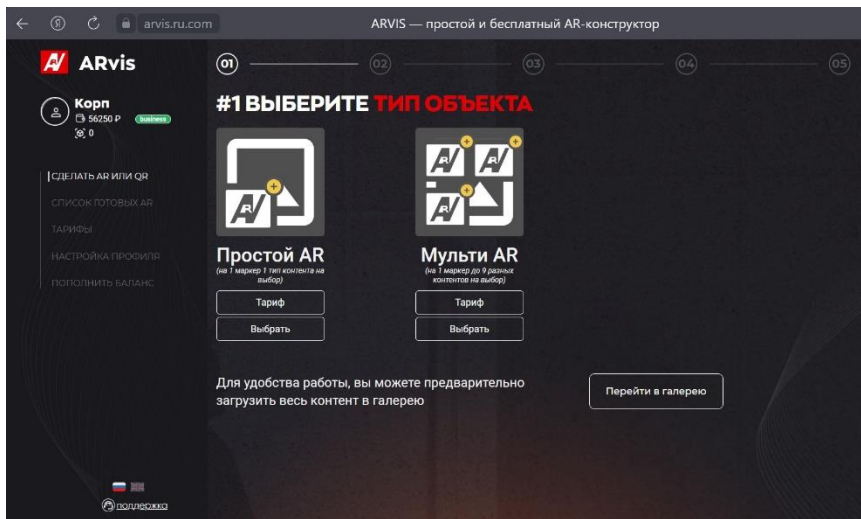 arvis.ru.com
ARVIS — простой и бесплатный AR-конструктор
ARvis
01
02
03
04
05
Корп
56250 ₽ business
0
#1 ВЫБЕРИТЕ ТИП ОБЪЕКТА
СДЕЛАТЬ AR ИЛИ QR
СПИСОК ГОТОВЫХ AR
ТАРИФЫ
НАСТРОЙКА ПРОФИЛЯ
ПОПОЛНИТЬ БАЛАНС
Простой AR
(на 1 маркер 1 тип контента на
выбор)
Тариф
Выбрать
Мульти AR
(на 1 маркер до 9 разных
контентов на выбор)
Тариф
Выбрать
Для удобства работы, вы можете предварительно
загрузить весь контент в галерею
Перейти в галерею
поддержка